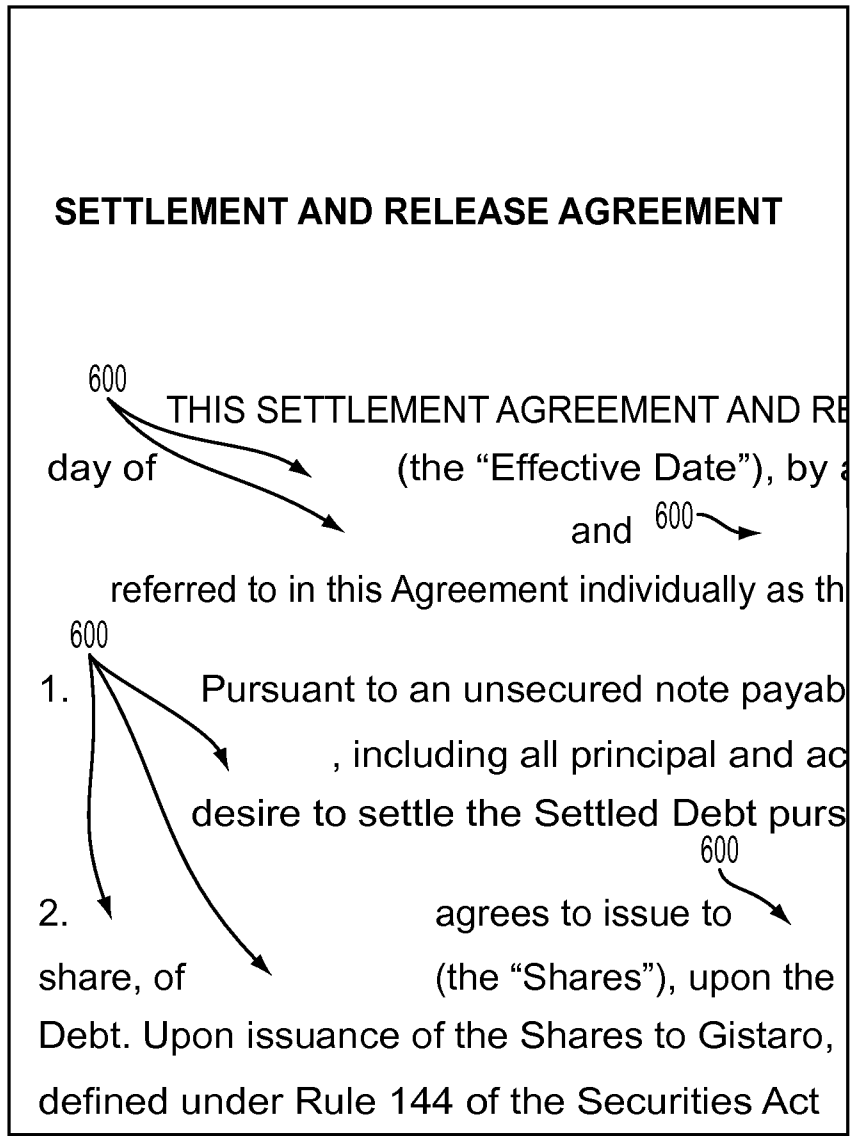 SETTLEMENT AND RELEASE AGREEMENT
600
THIS SETTLEMENT AGREEMENT AND RE
day of (the “Effective Date”), by
and 600
referred to in this Agreement individually as th
600
1. Pursuant to an unsecured note payab
, including all principal and ac
desire to settle the Settled Debt purs
600
2. agrees to issue to
share, of (the “Shares”), upon the
Debt. Upon issuance of the Shares to Gistaro,
defined under Rule 144 of the Securities Act